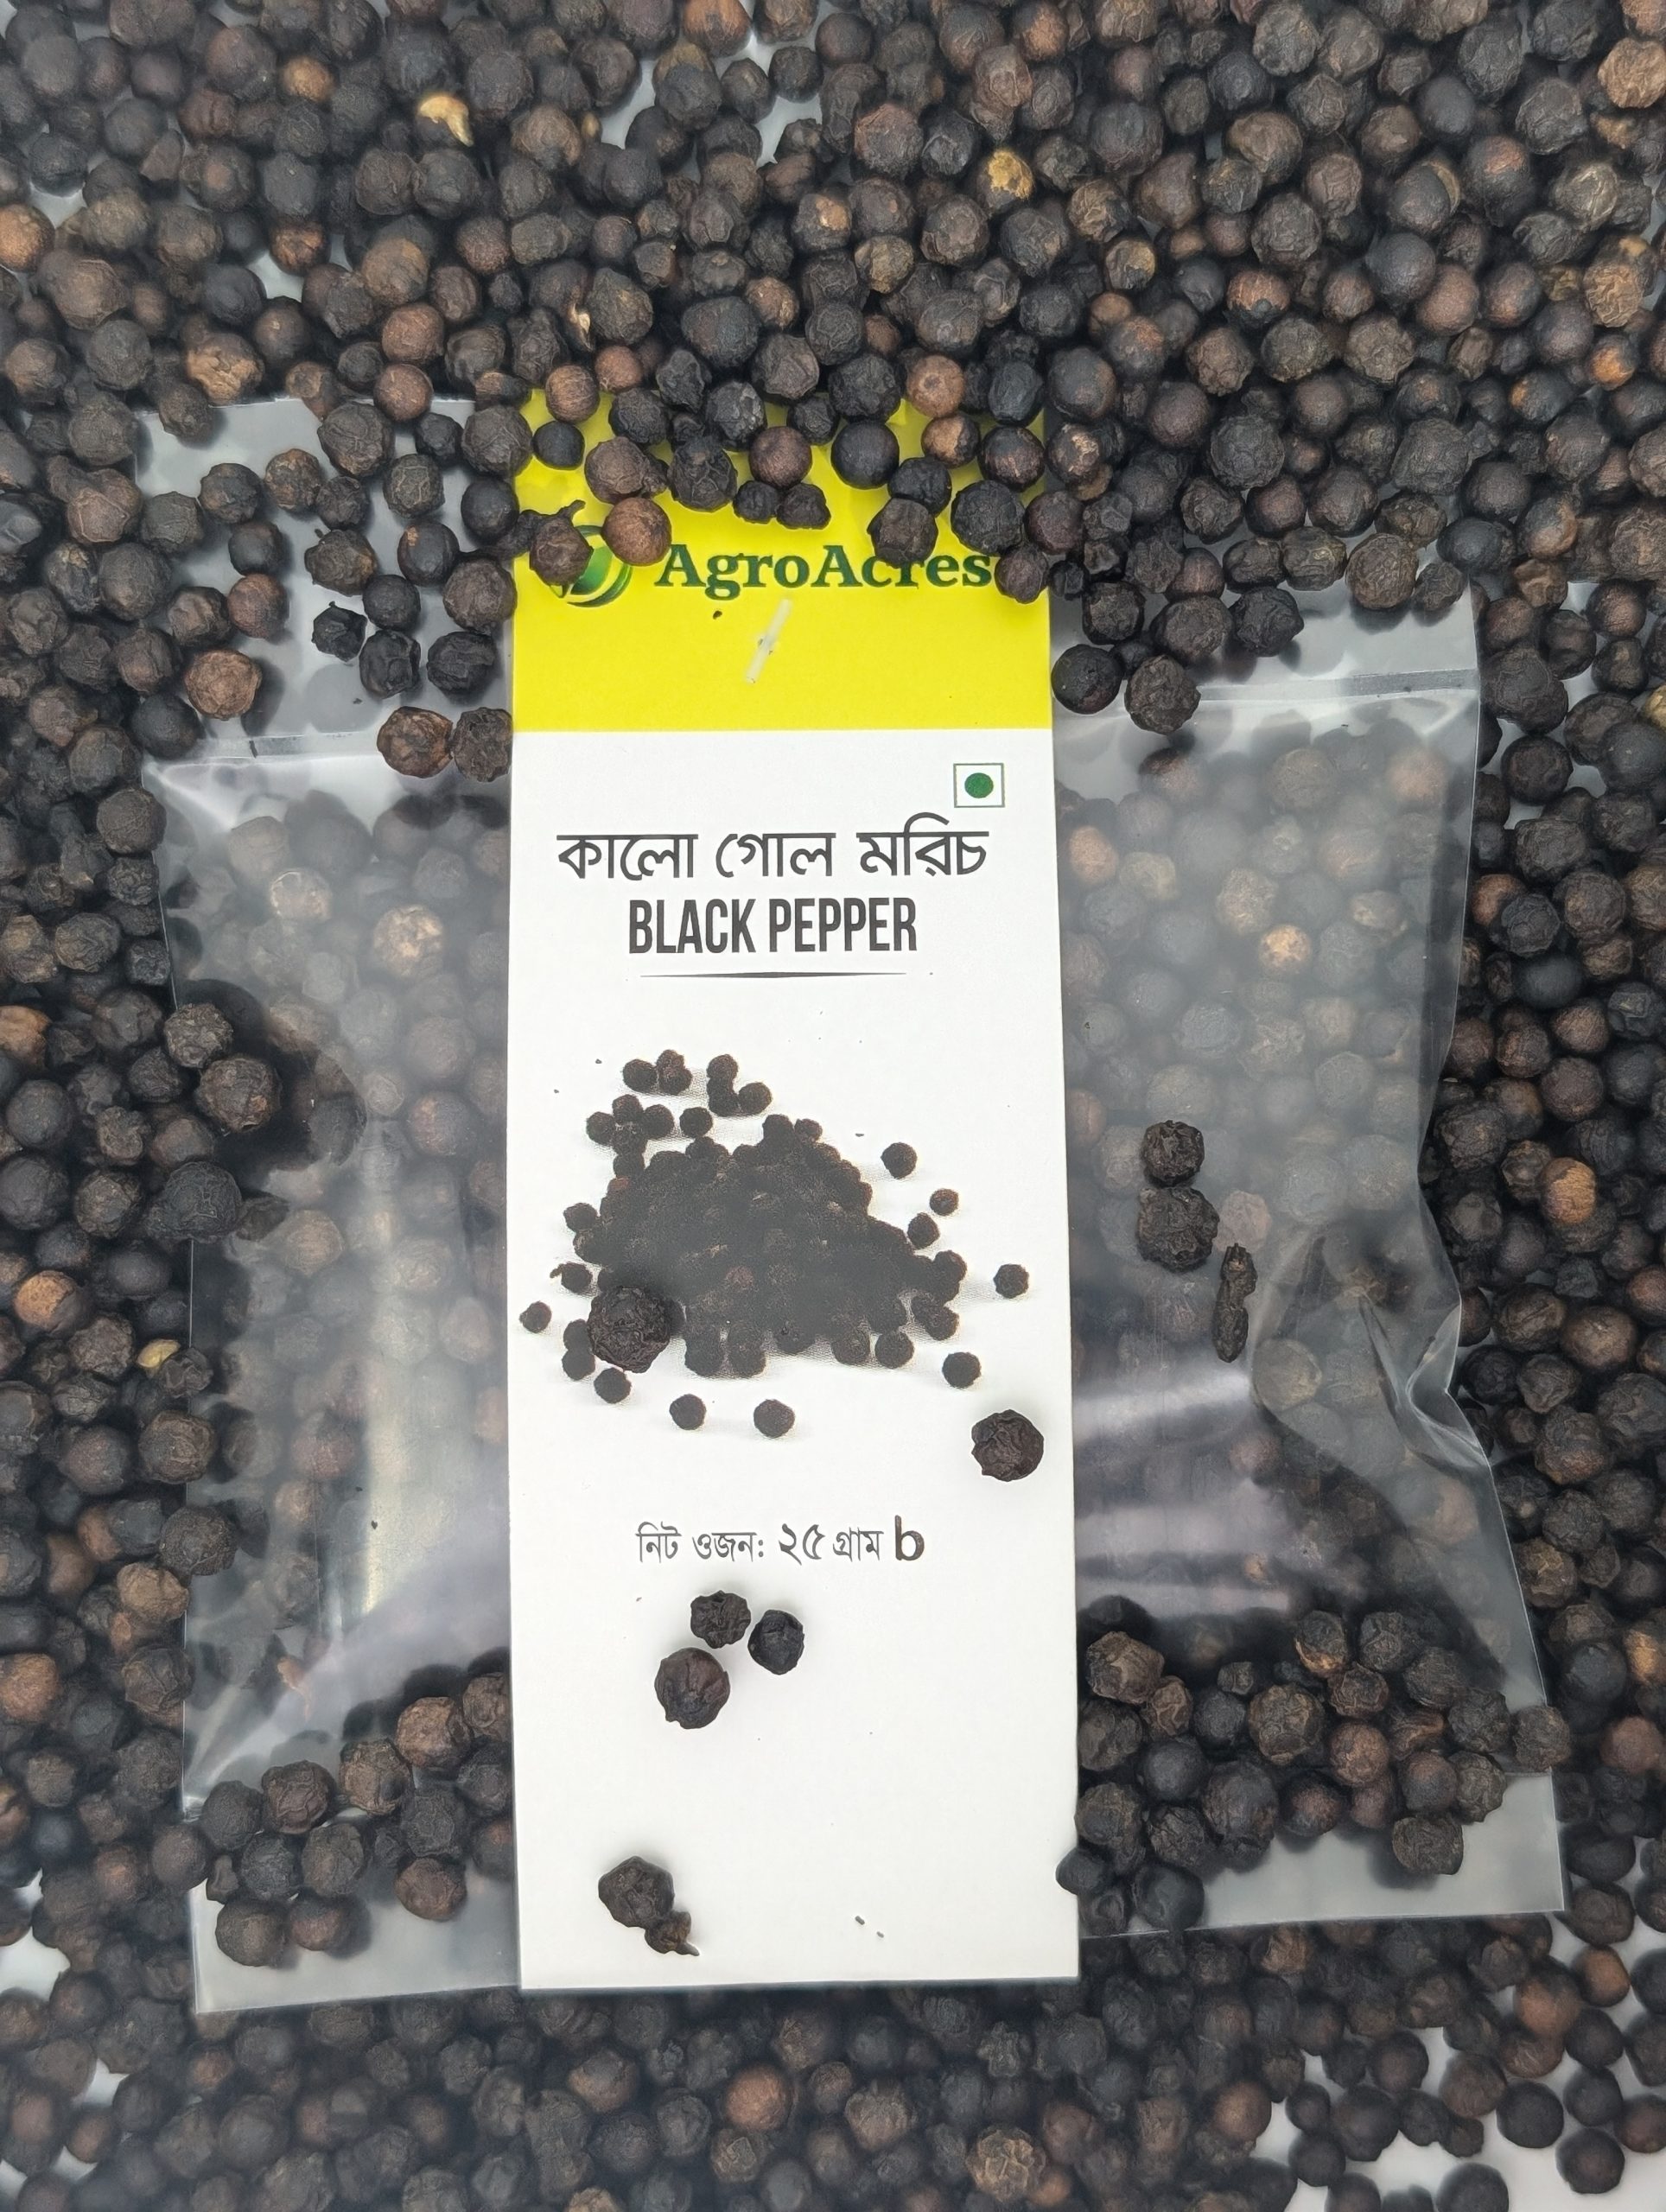 AgroAcres
কালো গোল মরিচ
BLACK PEPPER
নিট ওজন: ২৫ গ্রাম b